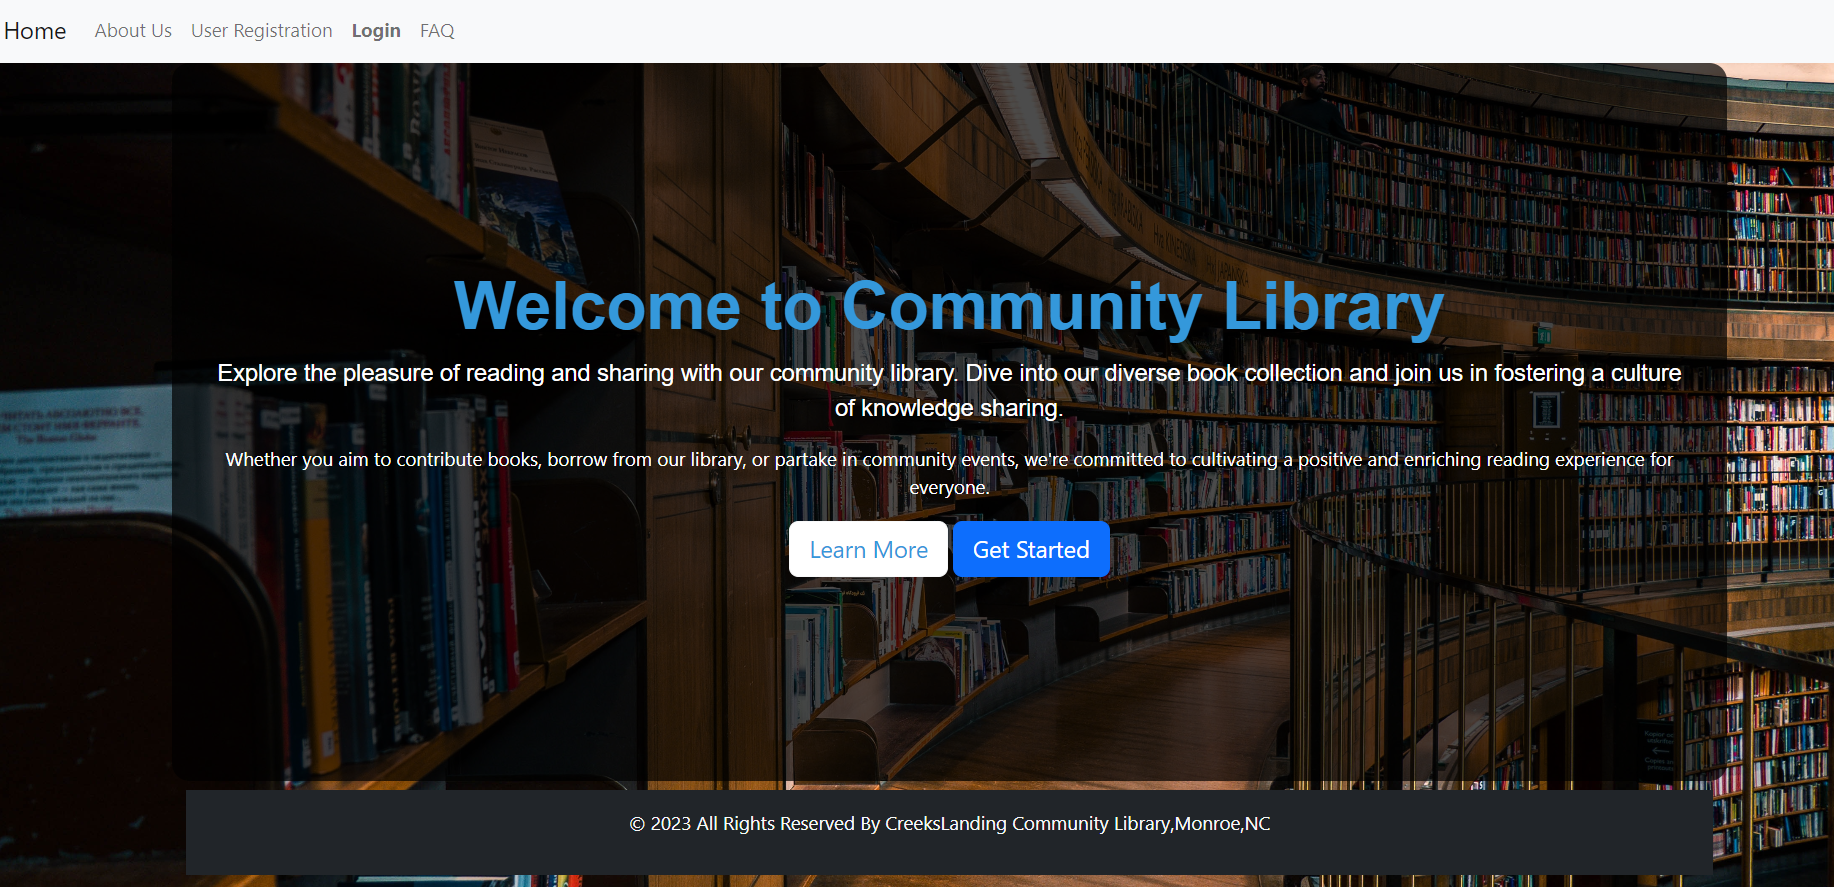 Home About Us User Registration Login FAQ
Welcome to Community Library
Explore the pleasure of reading and sharing with our community library. Dive into our diverse book collection and join us in fostering a culture
of knowledge sharing.
Whether you aim to contribute books, borrow from our library, or partake in community events, we're committed to cultivating a positive and enriching reading experience for
everyone.
Learn More Get Started
© 2023 All Rights Reserved By CreeksLanding Community Library,Monroe,NC